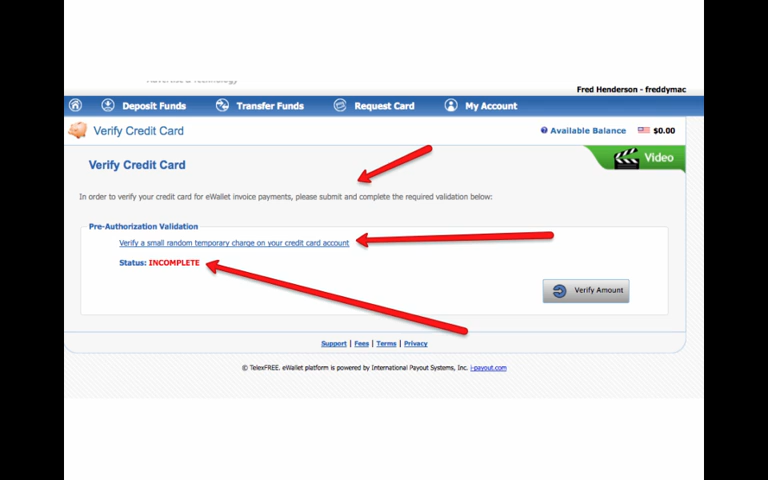 Fred Henderson - freddymac
Deposit Funds Transfer Funds Request Card My Account
Verify Credit Card Available Balance $0.00
Verify Credit Card Video
In order to verify your credit card for eWallet invoice payments, please submit and complete the required validation below:
Pre-Authorization Validation
Verify a small random temporary charge on your credit card account
Status: INCOMPLETE
Verify Amount
Support | Fees | Terms | Privacy
© TelexFREE. eWallet platform is powered by International Payout Systems, Inc. i-payout.com